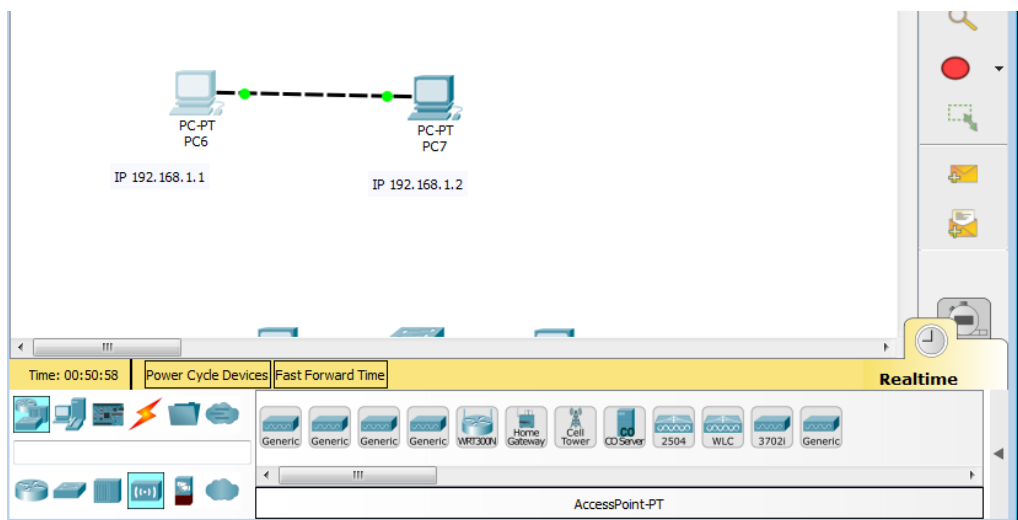 PC-PT
PC6
PC-PT
PC7
IP 192.168.1.1
IP 192.168.1.2
Time: 00:50:58
Power Cycle Devices
Fast Forward Time
Realtime
Generic
Generic
Generic
Generic
WRT300N
Home
Gateway
Cell
Tower
CO
CO Server
2504
WLC
3702i
Generic
AccessPoint-PT